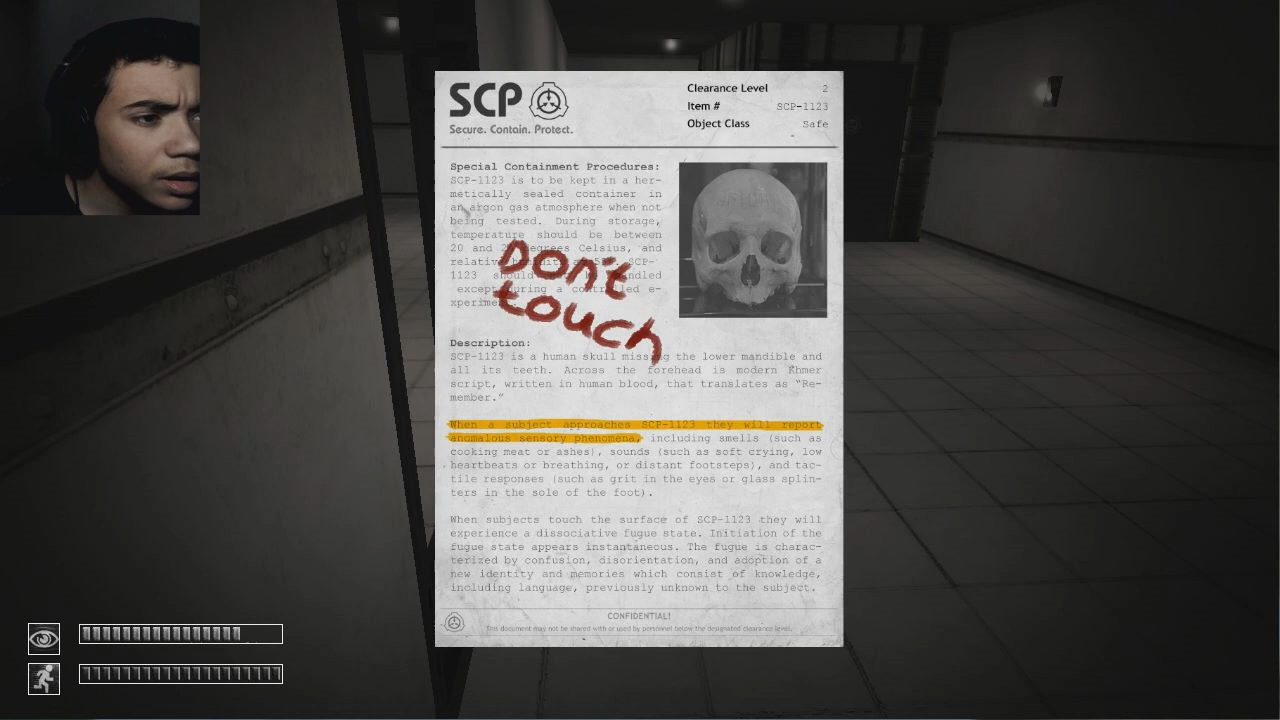 SCP
Secure. Contain. Protect.
Clearance Level 2
Item # SCP-1123
Object Class Safe
Special Containment Procedures:
SCP-1123 is to be kept in a her-
metically sealed container in
an argon gas atmosphere when not
being tested. During storage,
temperature should be between
20 and degrees Celsius, and
relative SCP-
1123 should handled
except during a controlled e-
xperiment
Don't
touch
Description:
SCP-1123 is a human skull missing the lower mandible and
all its teeth. Across the forehead is modern Khmer
script, written in human blood, that translates as “Re-
member.”
When a subject approaches SCP-1123 they will report
anomalous sensory phenomena, including smells (such as
cooking meat or ashes), sounds (such as soft crying, low
heartbeats or breathing, or distant footsteps), and tac-
tile responses (such as grit in the eyes or glass splin-
ters in the sole of the foot).
When subjects touch the surface of SCP-1123 they will
experience a dissociative fugue state. Initiation of the
fugue state appears instantaneous. The fugue is charac-
terized by confusion, disorientation, and adoption of a
new identity and memories which consist of knowledge,
including language, previously unknown to the subject.
CONFIDENTIAL!
This document may not be shared with or used by personnel below the designated clearance level.